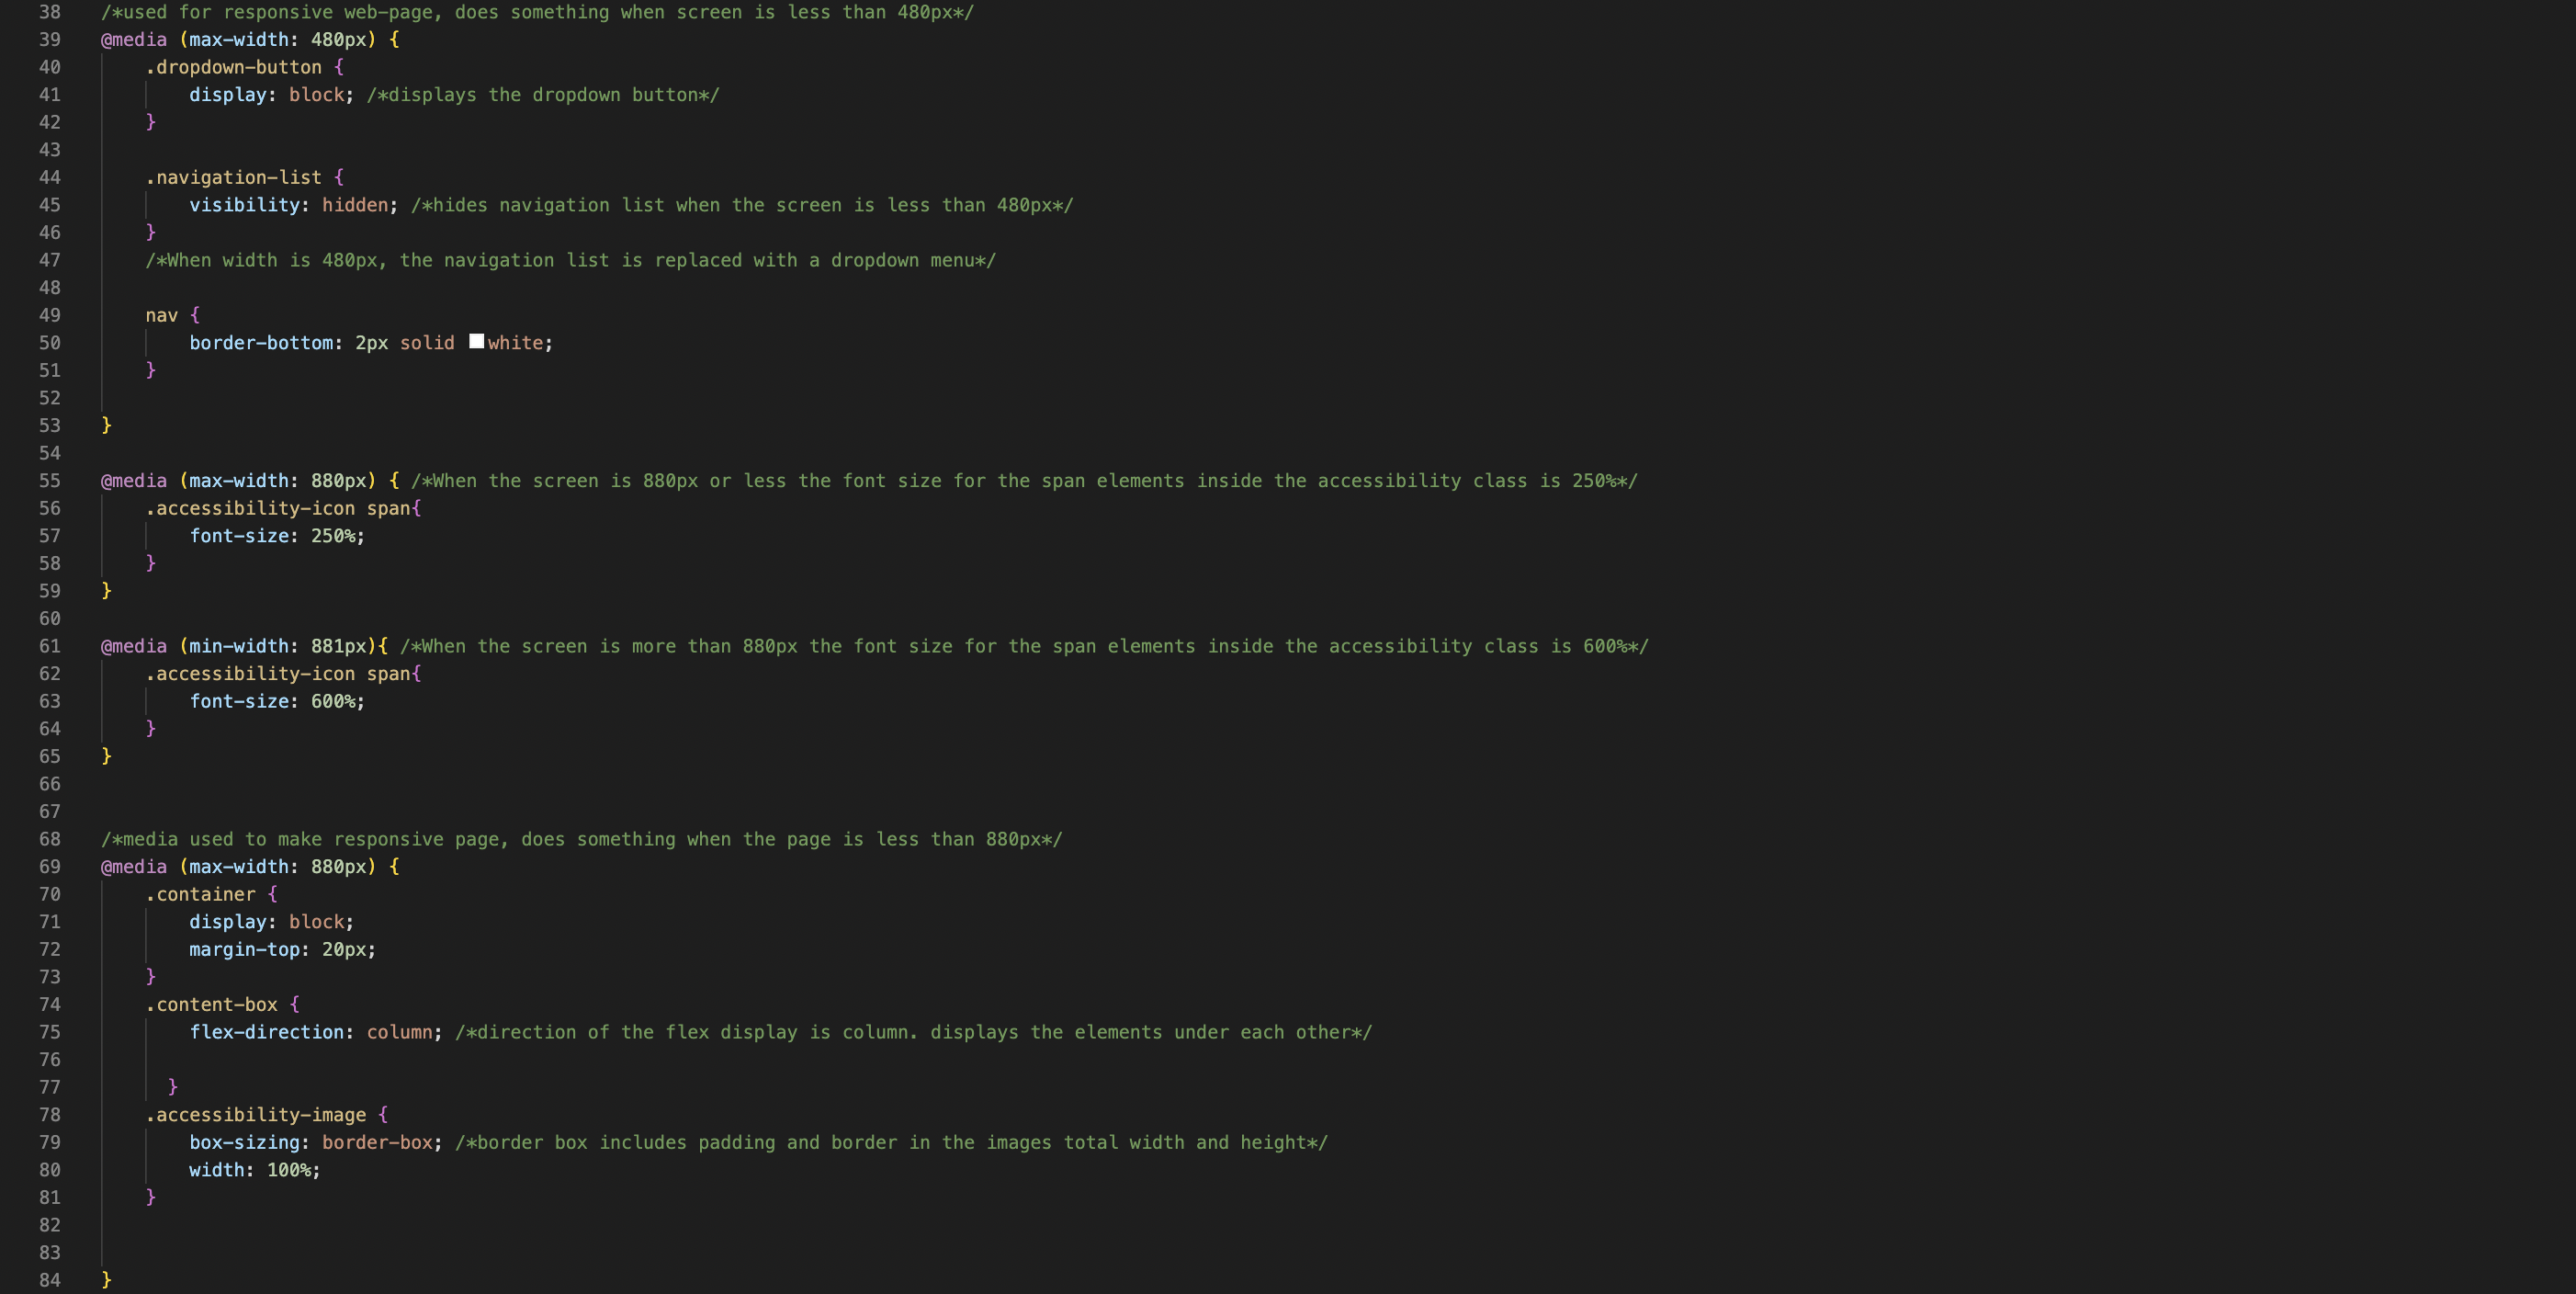 38 /*used for responsive web-page, does something when screen is less than 480px*/
39 @media (max-width: 480px) {
40     .dropdown-button {
41         display: block; /*displays the dropdown button*/
42     }
43
44     .navigation-list {
45         visibility: hidden; /*hides navigation list when the screen is less than 480px*/
46     }
47     /*When width is 480px, the navigation list is replaced with a dropdown menu*/
48
49     nav {
50         border-bottom: 2px solid white;
51     }
52
53 }
54
55 @media (max-width: 880px) { /*When the screen is 880px or less the font size for the span elements inside the accessibility class is 250%*/
56     .accessibility-icon span{
57         font-size: 250%;
58     }
59 }
60
61 @media (min-width: 881px){ /*When the screen is more than 880px the font size for the span elements inside the accessibility class is 600%*/
62     .accessibility-icon span{
63         font-size: 600%;
64     }
65 }
66
67
68 /*media used to make responsive page, does something when the page is less than 880px*/
69 @media (max-width: 880px) {
70     .container {
71         display: block;
72         margin-top: 20px;
73     }
74     .content-box {
75         flex-direction: column; /*direction of the flex display is column. displays the elements under each other*/
76
77       }
78     .accessibility-image {
79         box-sizing: border-box; /*border box includes padding and border in the images total width and height*/
80         width: 100%;
81     }
82
83
84 }